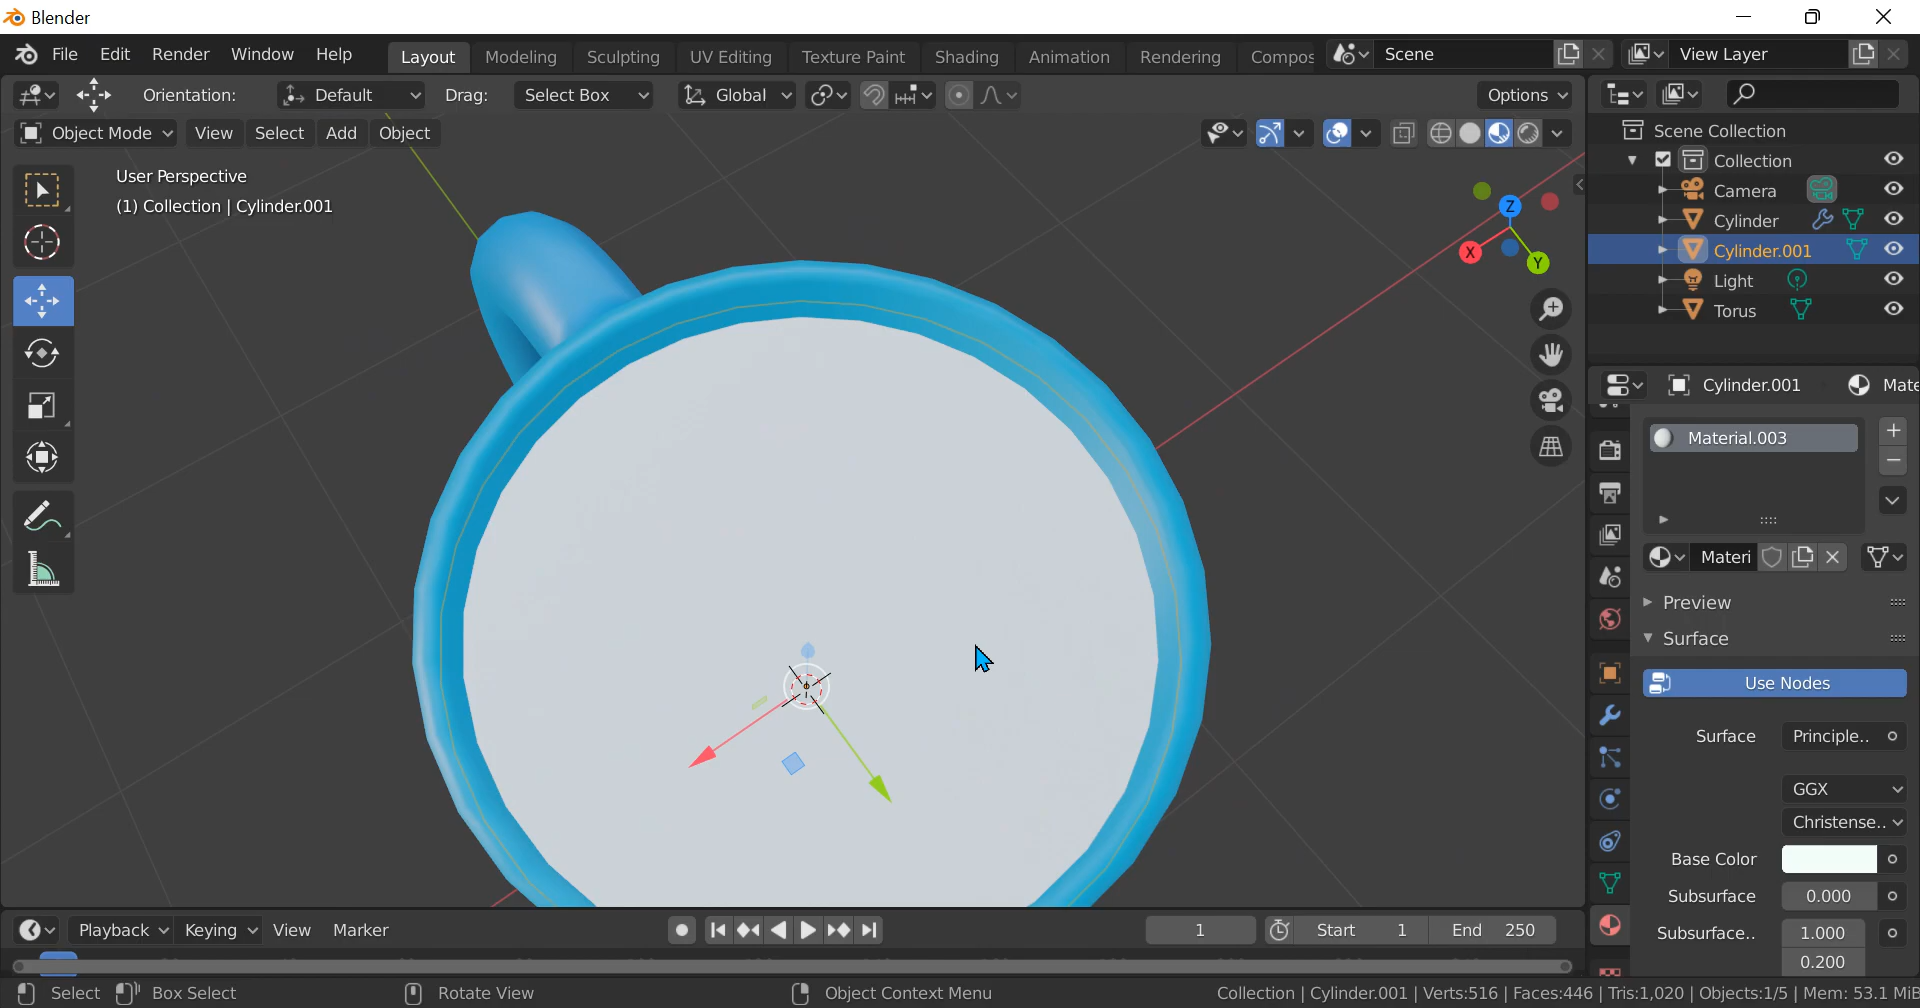 Blender
File Edit Render Window Help Layout Modeling Sculpting UV Editing Texture Paint Shading Animation Rendering Compos Scene View Layer
Orientation: Default Drag: Select Box Global Options
Object Mode View Select Add Object
User Perspective
(1) Collection | Cylinder.001
Z
X
Y
Scene Collection
Collection
Camera
Cylinder
Cylinder.001
Light
Torus
Cylinder.001 Mate
Material.003
Materi
Preview
Surface
Use Nodes
Surface Principle..
GGX
Christense..
Base Color
Subsurface 0.000
Subsurface.. 1.000
0.200
Playback Keying View Marker 1 Start 1 End 250
Select Box Select Rotate View Object Context Menu Collection | Cylinder.001 | Verts:516 | Faces:446 | Tris:1,020 | Objects:1/5 | Mem: 53.1 MiB